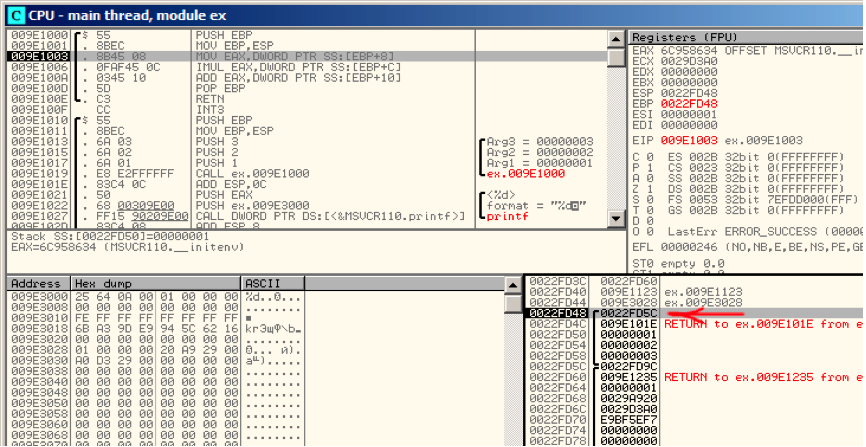 CPU - main thread, module ex
009E1000 $ 55 PUSH EBP
009E1001 . 8BEC MOV EBP,ESP
009E1003 . 8B45 08 MOV EAX,DWORD PTR SS:[EBP+8]
009E1006 . 0FAF45 0C IMUL EAX,DWORD PTR SS:[EBP+C]
009E100A . 0345 10 ADD EAX,DWORD PTR SS:[EBP+10]
009E100D . 5D POP EBP
009E100E . C3 RETN
009E100F CC INT3
009E1010 $ 55 PUSH EBP
009E1011 . 8BEC MOV EBP,ESP
009E1013 . 6A 03 PUSH 3
009E1015 . 6A 02 PUSH 2
009E1017 . 6A 01 PUSH 1
009E1019 . E8 E2FFFFFF CALL ex.009E1000
009E101E . 83C4 0C ADD ESP,0C
009E1021 . 50 PUSH EAX
009E1022 . 68 00309E00 PUSH ex.009E3000
009E1027 . FF15 90209E00 CALL DWORD PTR DS:[<&MSVCR110.printf>]
009E102D . 83C4 08 ADD ESP,8
Arg3 = 00000003
Arg2 = 00000002
Arg1 = 00000001
ex.009E1000
<%d>
format = "%d
printf
Stack SS:[0022FD50]=00000001
EAX=6C958634 (MSVCR110.__initenv)
Registers (FPU)
EAX 6C958634 OFFSET MSVCR110.__in
ECX 0029D3A0
EDX 00000000
EBX 00000000
ESP 0022FD48
EBP 0022FD48
ESI 00000001
EDI 00000000
EIP 009E1003 ex.009E1003
C 0 ES 002B 32bit 0(FFFFFFFF)
P 1 CS 0023 32bit 0(FFFFFFFF)
A 0 SS 002B 32bit 0(FFFFFFFF)
Z 1 DS 002B 32bit 0(FFFFFFFF)
S 0 FS 0053 32bit 7EFDD000(FFF)
T 0 GS 002B 32bit 0(FFFFFFFF)
D 0
O 0 LastErr ERROR_SUCCESS (0000
EFL 00000246 (NO,NB,E,BE,NS,PE,GE
ST0 empty 0.0
ST1 empty 0.0
Address Hex dump ASCII
009E3000 25 64 0A 00 01 00 00 00 %d..
009E3008 00 00 00 00 00 00 00 00 ........
009E3010 FE FF FF FF FF FF FF FF
009E3018 6B A3 9D E9 94 5C 62 16
009E3020 00 00 00 00 00 00 00 00 ........
009E3028 01 00 00 00 20 A9 29 00
009E3030 A0 D3 29 00 00 00 00 00
009E3038 00 00 00 00 00 00 00 00 ........
009E3040 00 00 00 00 00 00 00 00 ........
009E3048 00 00 00 00 00 00 00 00 ........
009E3050 00 00 00 00 00 00 00 00 ........
009E3058 00 00 00 00 00 00 00 00 ........
009E3060 00 00 00 00 00 00 00 00 ........
009E3068 00 00 00 00 00 00 00 00 ........
0022FD3C 0022FD60
0022FD40 009E1123 ex.009E1123
0022FD44 009E3028 ex.009E3028
0022FD48 0022FD5C
0022FD4C 009E101E RETURN to ex.009E101E from e
0022FD50 00000001
0022FD54 00000002
0022FD58 00000003
0022FD5C 0022FD9C
0022FD60 009E1235 RETURN to ex.009E1235 from e
0022FD64 00000001
0022FD68 0029A920
0022FD6C 0029D3A0
0022FD70 E9BF5EF7
0022FD74 00000000
0022FD78 00000000